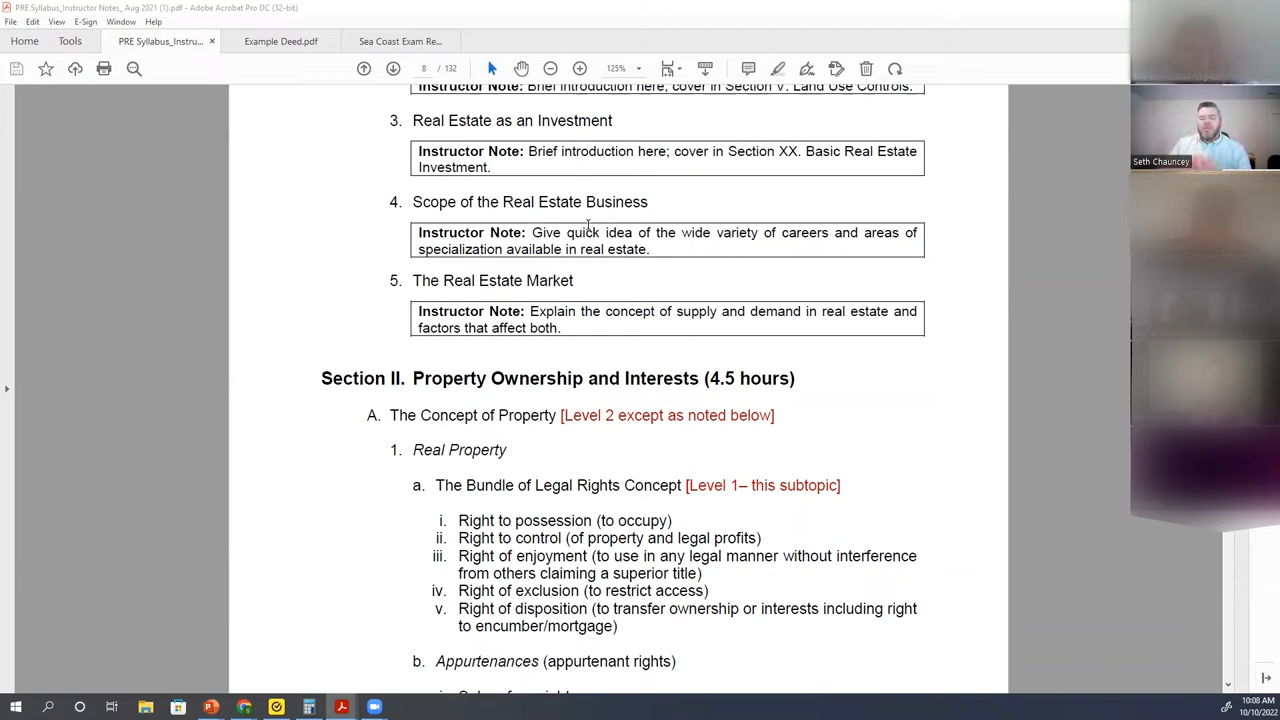 PRE Syllabus_Instructor Notes_ Aug 2021 (1).pdf - Adobe Acrobat Pro DC (32-bit)
File Edit View E-Sign Window Help
Home Tools PRE Syllabus_Instru... × Example Deed.pdf Sea Coast Exam Re...
8 / 132 125%
Instructor Note: Brief introduction here; cover in Section V. Land Use Controls.
3. Real Estate as an Investment
Instructor Note: Brief introduction here; cover in Section XX. Basic Real Estate
Investment.
Seth Chauncey
4. Scope of the Real Estate Business
Instructor Note: Give quick idea of the wide variety of careers and areas of
specialization available in real estate.
5. The Real Estate Market
Instructor Note: Explain the concept of supply and demand in real estate and
factors that affect both.
Section II. Property Ownership and Interests (4.5 hours)
A. The Concept of Property [Level 2 except as noted below]
1. Real Property
a. The Bundle of Legal Rights Concept [Level 1– this subtopic]
i. Right to possession (to occupy)
ii. Right to control (of property and legal profits)
iii. Right of enjoyment (to use in any legal manner without interference
from others claiming a superior title)
iv. Right of exclusion (to restrict access)
v. Right of disposition (to transfer ownership or interests including right
to encumber/mortgage)
b. Appurtenances (appurtenant rights)
10:08 AM
10/10/2022